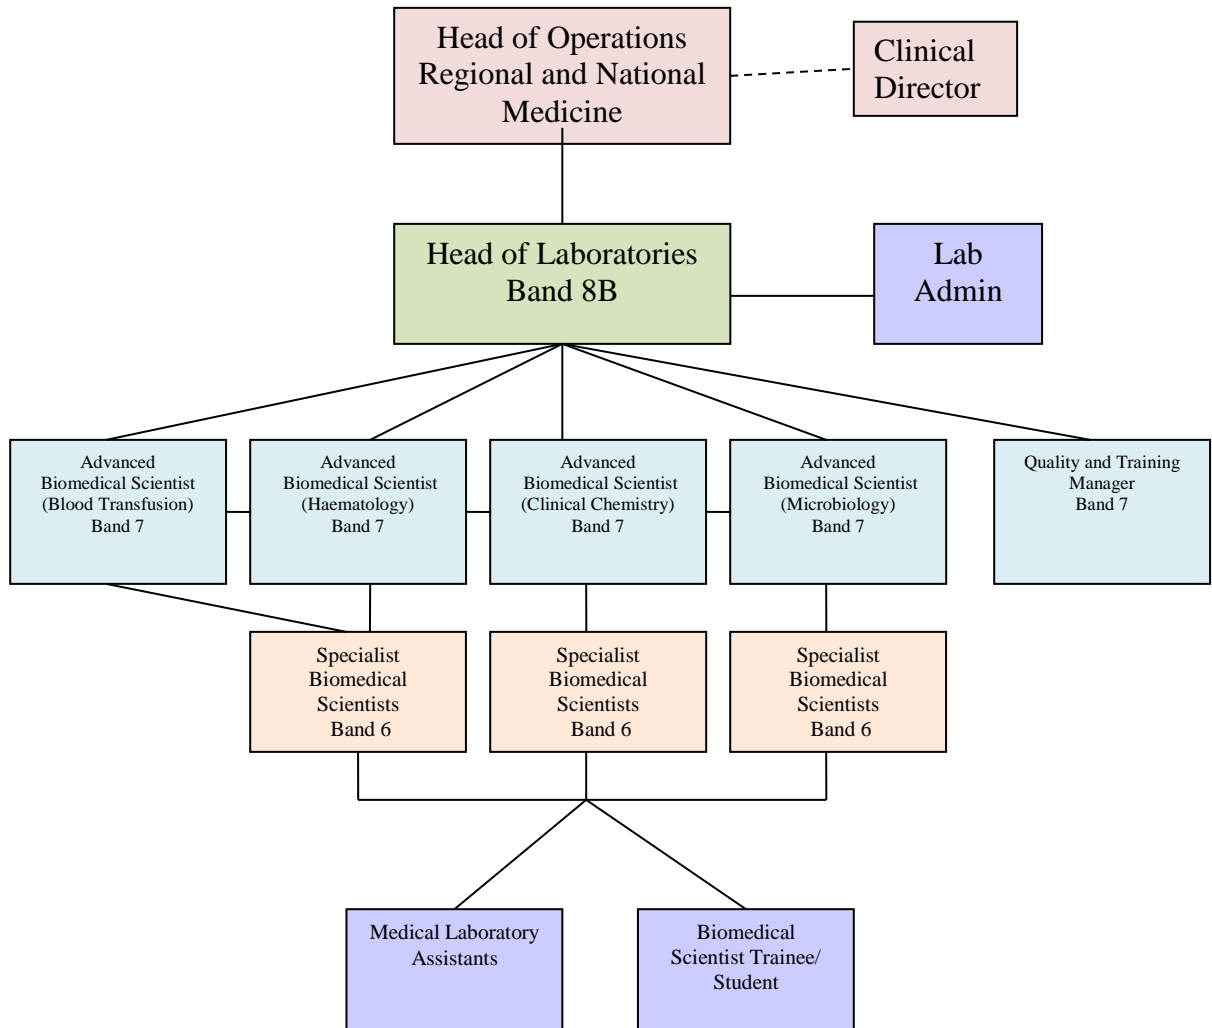 Head of Operations
Regional and National
Medicine
Clinical
Director
Head of Laboratories
Band 8B
Lab
Admin
Advanced
Biomedical Scientist
(Blood Transfusion)
Band 7
Advanced
Biomedical Scientist
(Haematology)
Band 7
Advanced
Biomedical Scientist
(Clinical Chemistry)
Band 7
Advanced
Biomedical Scientist
(Microbiology)
Band 7
Quality and Training
Manager
Band 7
Specialist
Biomedical
Scientists
Band 6
Specialist
Biomedical
Scientists
Band 6
Specialist
Biomedical
Scientists
Band 6
Medical Laboratory
Assistants
Biomedical
Scientist Trainee/
Student